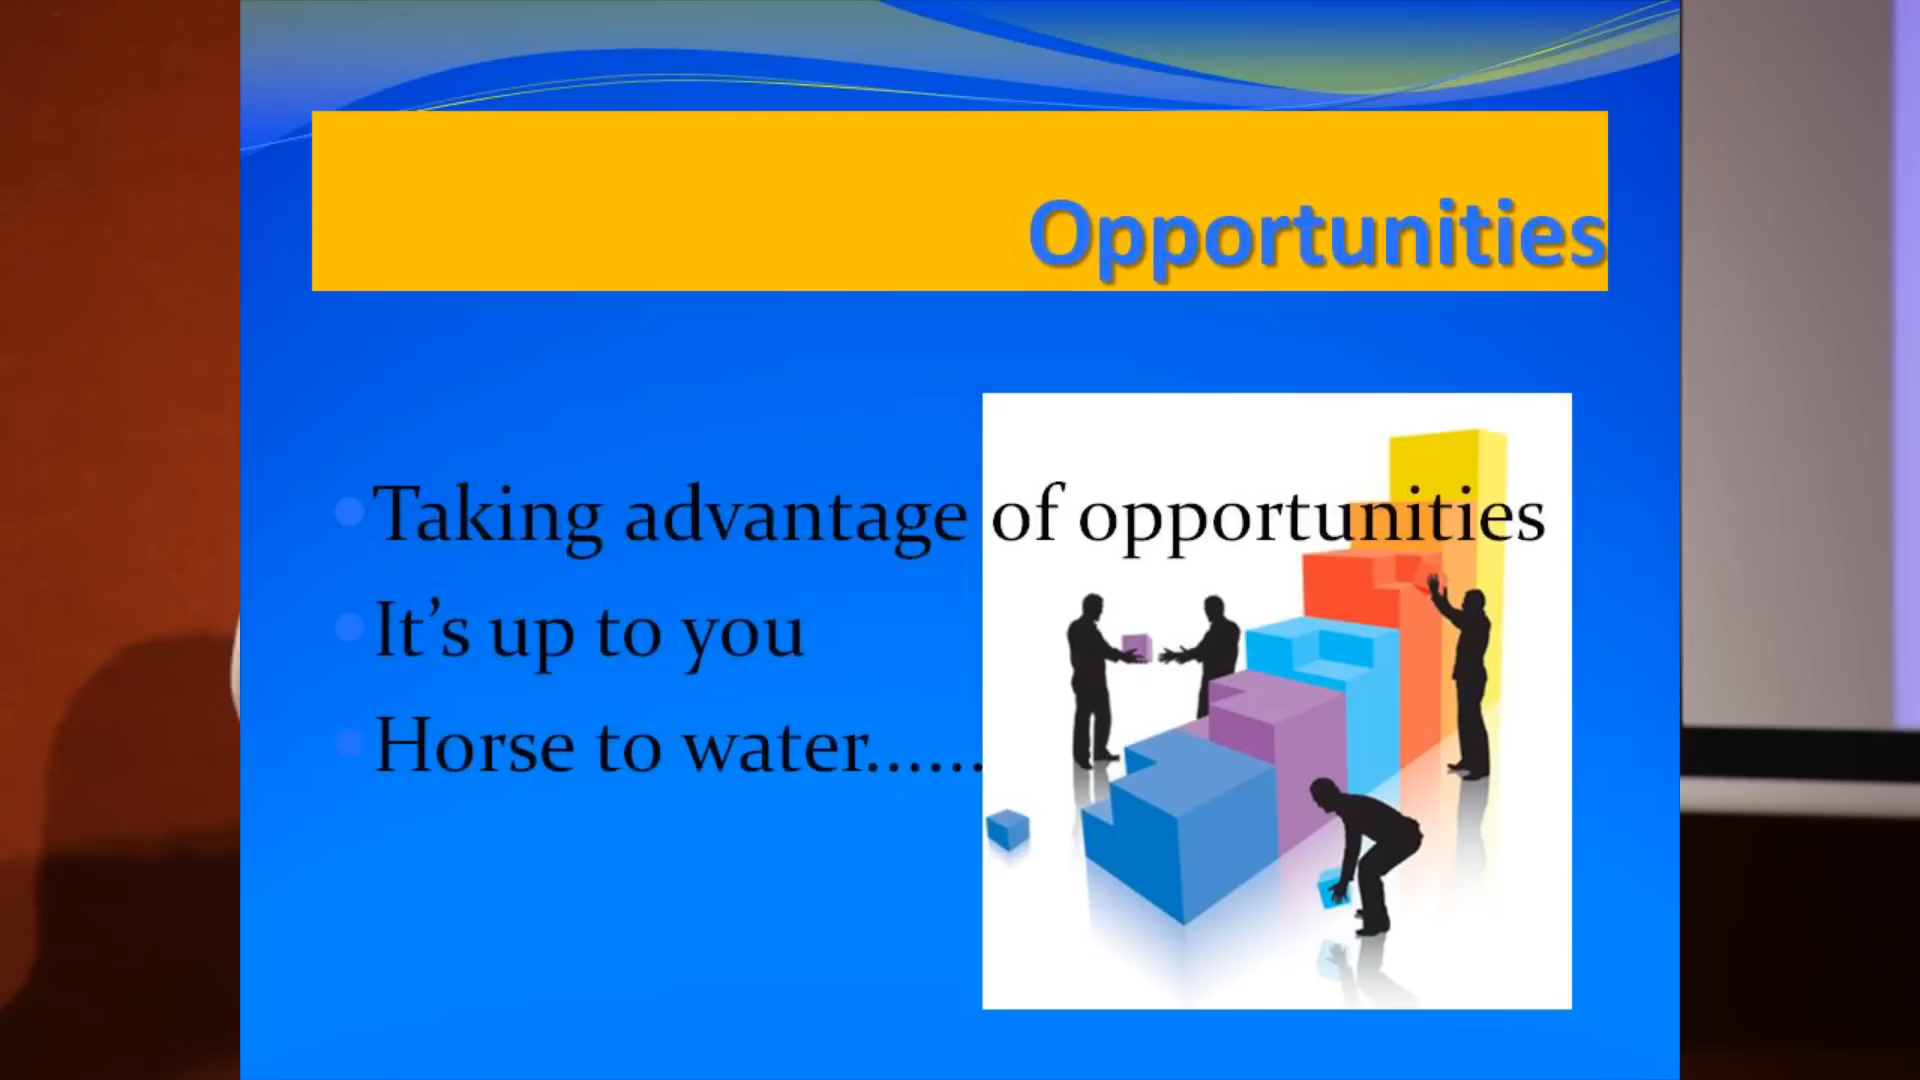 Opportunities
Taking advantage of opportunities
It’s up to you
Horse to water......